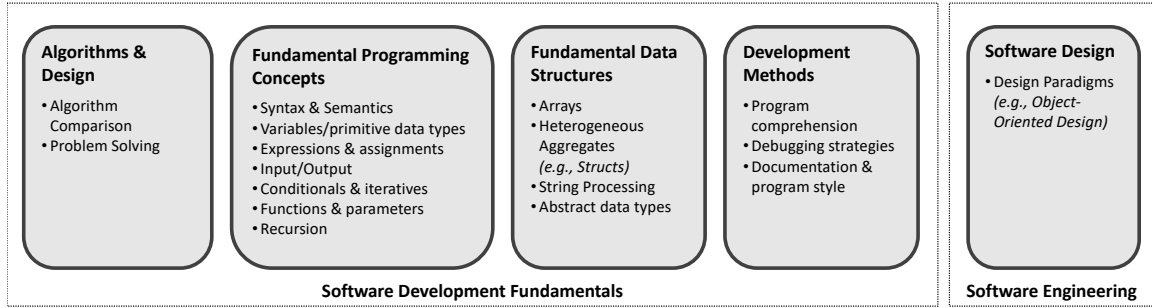 Algorithms &
Design
• Algorithm
Comparison
• Problem Solving
Fundamental Programming
Concepts
• Syntax & Semantics
• Variables/primitive data types
• Expressions & assignments
• Input/Output
• Conditionals & iteratives
• Functions & parameters
• Recursion
Fundamental Data
Structures
• Arrays
• Heterogeneous
Aggregates
(e.g., Structs)
• String Processing
• Abstract data types
Development
Methods
• Program
comprehension
• Debugging strategies
• Documentation &
program style
Software Development Fundamentals
Software Design
• Design Paradigms
(e.g., Object-
Oriented Design)
Software Engineering